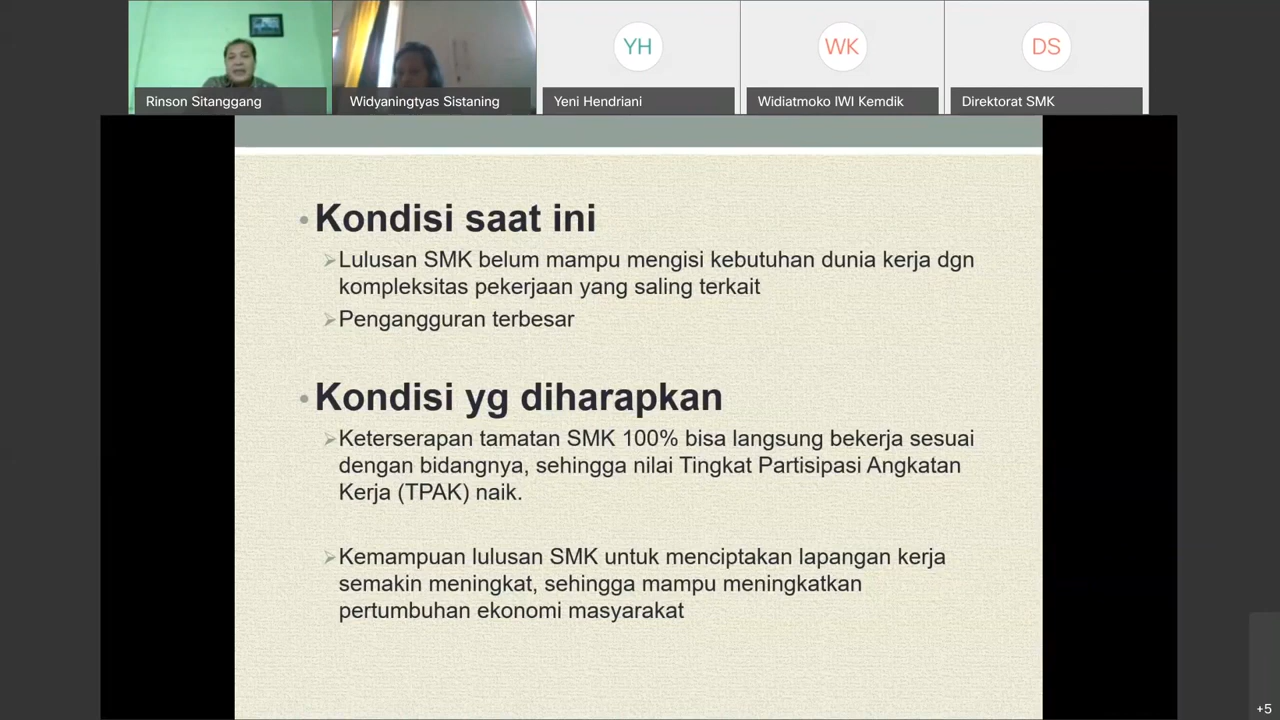 Rinson Sitanggang
Widyaningtyas Sistaning
YH
Yeni Hendriani
WK
Widiatmoko IWI Kemdik
DS
Direktorat SMK
Kondisi saat ini
Lulusan SMK belum mampu mengisi kebutuhan dunia kerja dgn
kompleksitas pekerjaan yang saling terkait
Pengangguran terbesar
Kondisi yg diharapkan
Keterserapan tamatan SMK 100% bisa langsung bekerja sesuai
dengan bidangnya, sehingga nilai Tingkat Partisipasi Angkatan
Kerja (TPAK) naik.
Kemampuan lulusan SMK untuk menciptakan lapangan kerja
semakin meningkat, sehingga mampu meningkatkan
pertumbuhan ekonomi masyarakat
+5